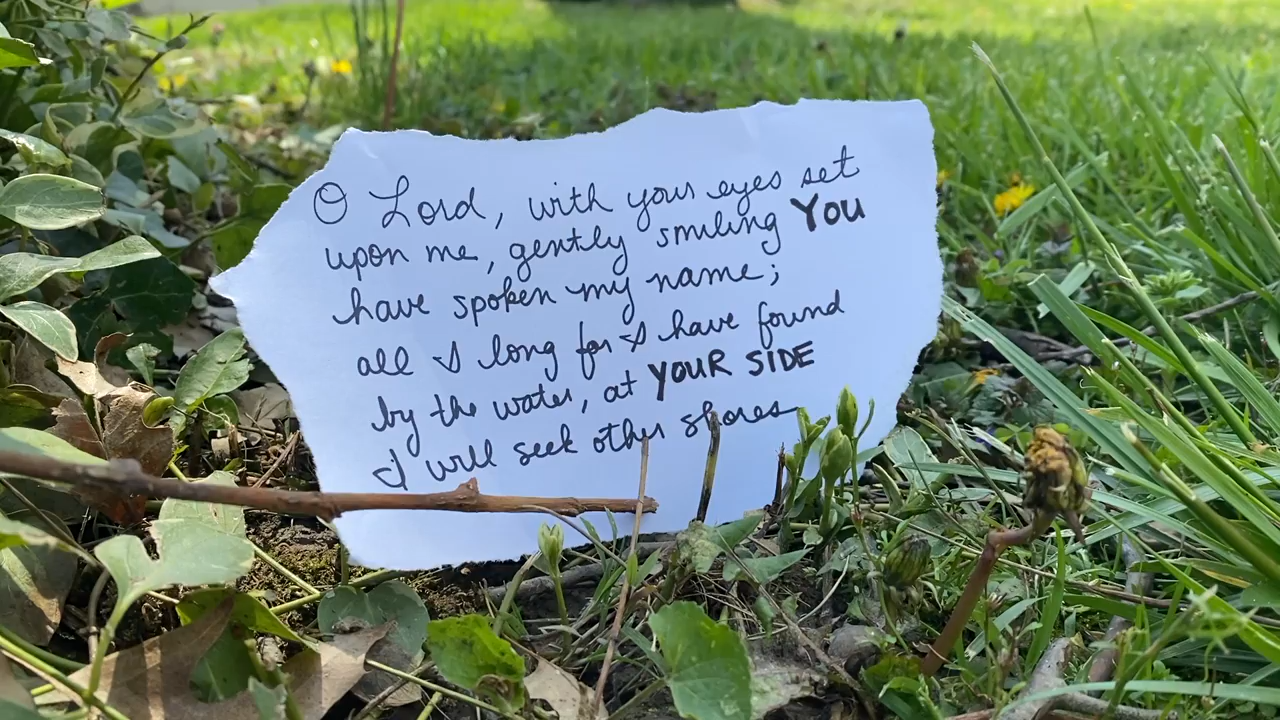 O Lord, with your eyes set
upon me, gently smiling YOU
have spoken my name;
all I long for I have found
by the water, at YOUR SIDE
I will seek other shores